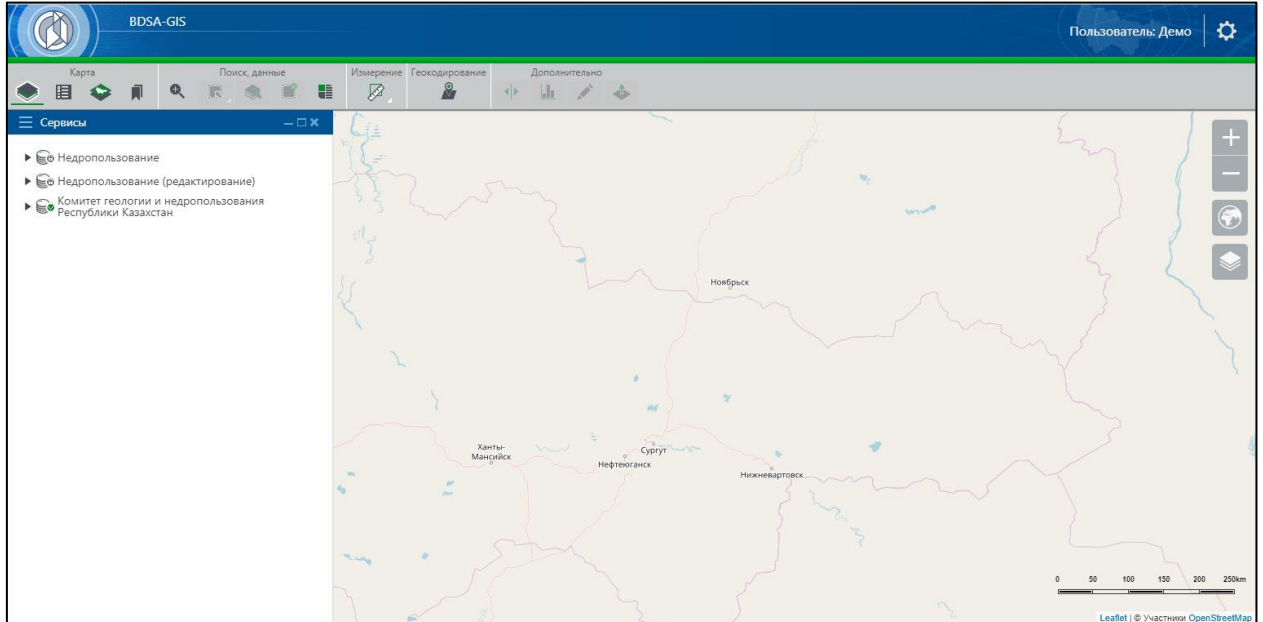 BDSA-GIS
Пользователь: Демо
Карта
Поиск, данные
Измерение
Геокодирование
Дополнительно
Сервисы
Недропользование
Недропользование (редактирование)
Комитет геологии и недропользования
Республики Казахстан
Ноябрьск
Ханты-
Мансийск
Сургут
Нефтеюганск
Нижневартовск
0 50 100 150 200 250km
Leaflet | © Участники OpenStreetMap